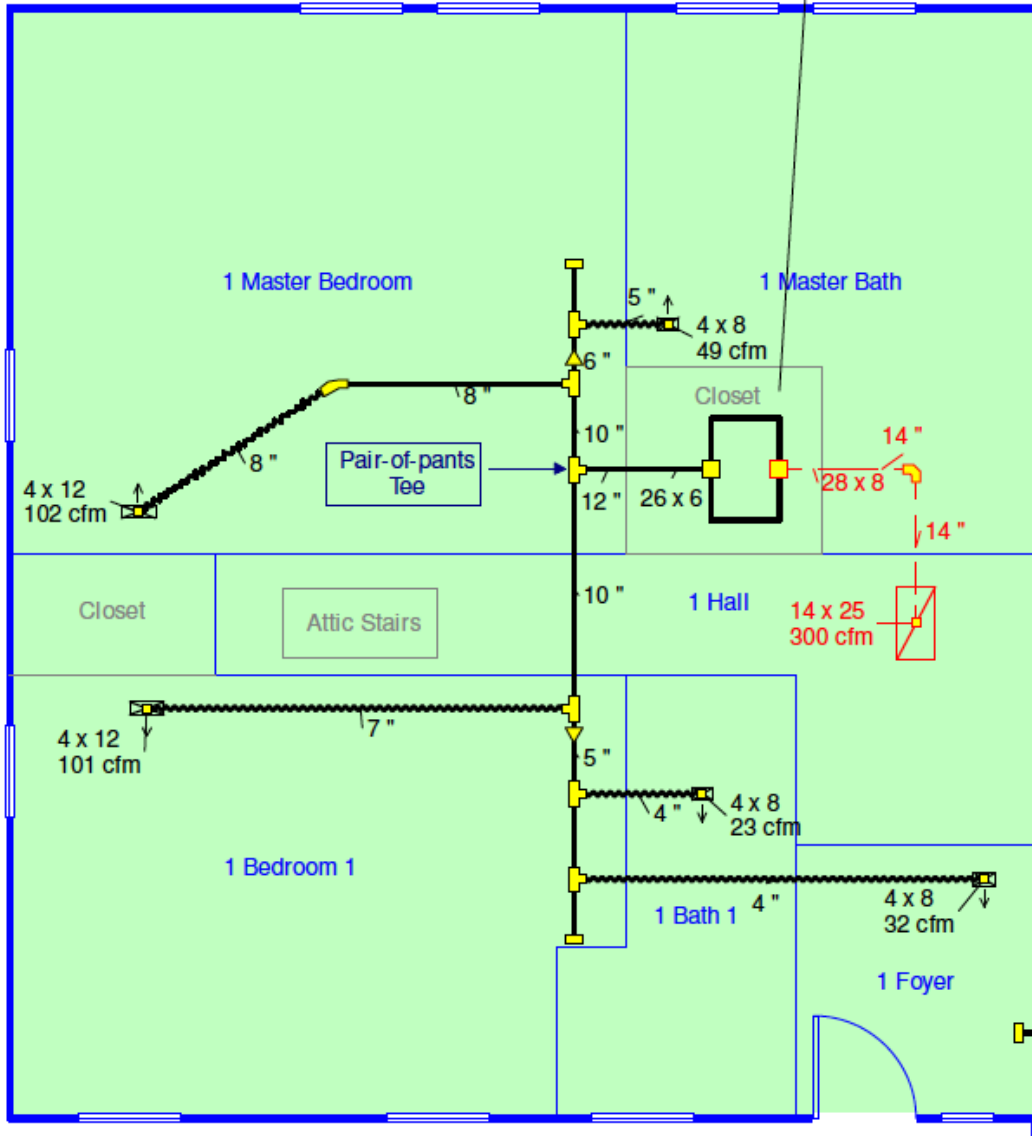 1 Master Bedroom
1 Master Bath
5 "
4 x 8
49 cfm
6 "
Closet
8 "
10 "
14 "
Pair-of-pants
Tee
8 "
4 x 12
102 cfm
12 "
26 x 6
28 x 8
14 "
Closet
Attic Stairs
10 "
1 Hall
14 x 25
300 cfm
7 "
4 x 12
101 cfm
5 "
4 "
4 x 8
23 cfm
1 Bedroom 1
4 "
4 x 8
32 cfm
1 Bath 1
1 Foyer